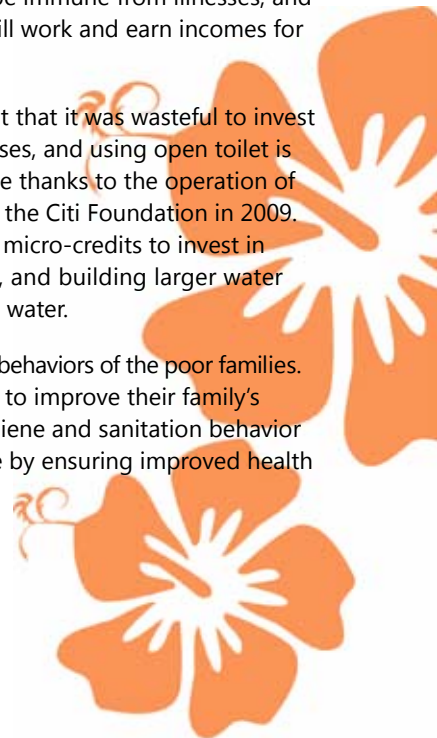 be immune from illnesses, and
ill work and earn incomes for
t that it was wasteful to invest
ses, and using open toilet is
e thanks to the operation of
the Citi Foundation in 2009.
micro-credits to invest in
, and building larger water
water.
behaviors of the poor families.
to improve their family's
iene and sanitation behavior
e by ensuring improved health